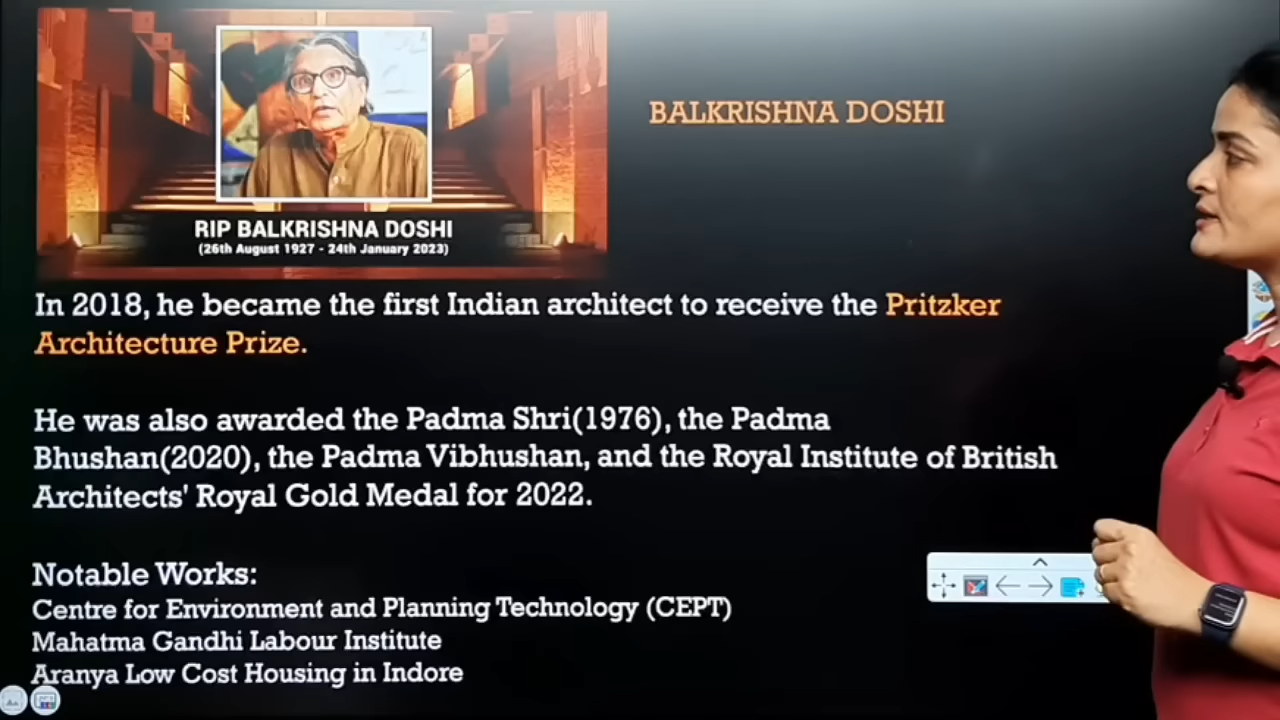 BALKRISHNA DOSHI
RIP BALKRISHNA DOSHI
(26th August 1927 - 24th January 2023)
In 2018, he became the first Indian architect to receive the Pritzker
Architecture Prize.
He was also awarded the Padma Shri(1976), the Padma
Bhushan(2020), the Padma Vibhushan, and the Royal Institute of British
Architects' Royal Gold Medal for 2022.
Notable Works:
Centre for Environment and Planning Technology (CEPT)
Mahatma Gandhi Labour Institute
Aranya Low Cost Housing in Indore